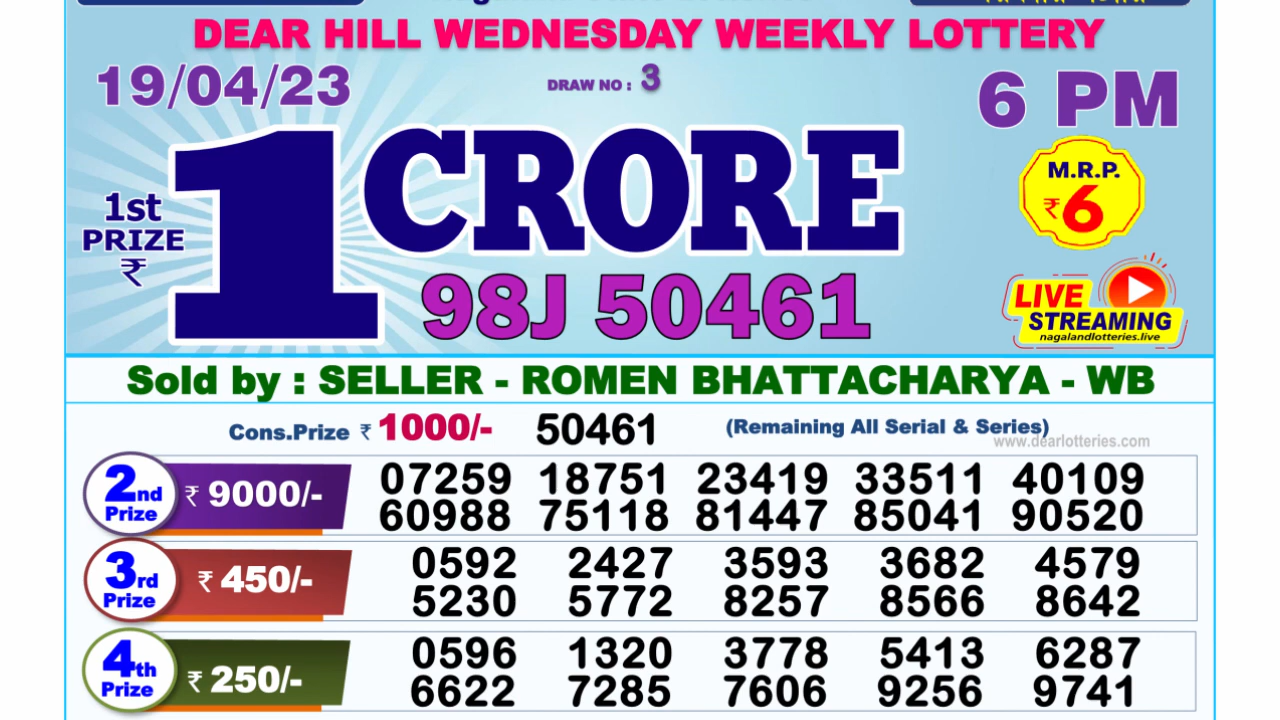 DEAR HILL WEDNESDAY WEEKLY LOTTERY
19/04/23
DRAW NO : 3
6 PM
1st
PRIZE
₹
1 CRORE
98J 50461
M.R.P.
₹6
LIVE
STREAMING
nagalandlotteries.live
Sold by : SELLER - ROMEN BHATTACHARYA - WB
Cons.Prize ₹ 1000/- 50461 (Remaining All Serial & Series)
www.dearlotteries.com
2nd Prize ₹ 9000/-
07259 18751 23419 33511 40109
60988 75118 81447 85041 90520
3rd Prize ₹ 450/-
0592 2427 3593 3682 4579
5230 5772 8257 8566 8642
4th Prize ₹ 250/-
0596 1320 3778 5413 6287
6622 7285 7606 9256 9741